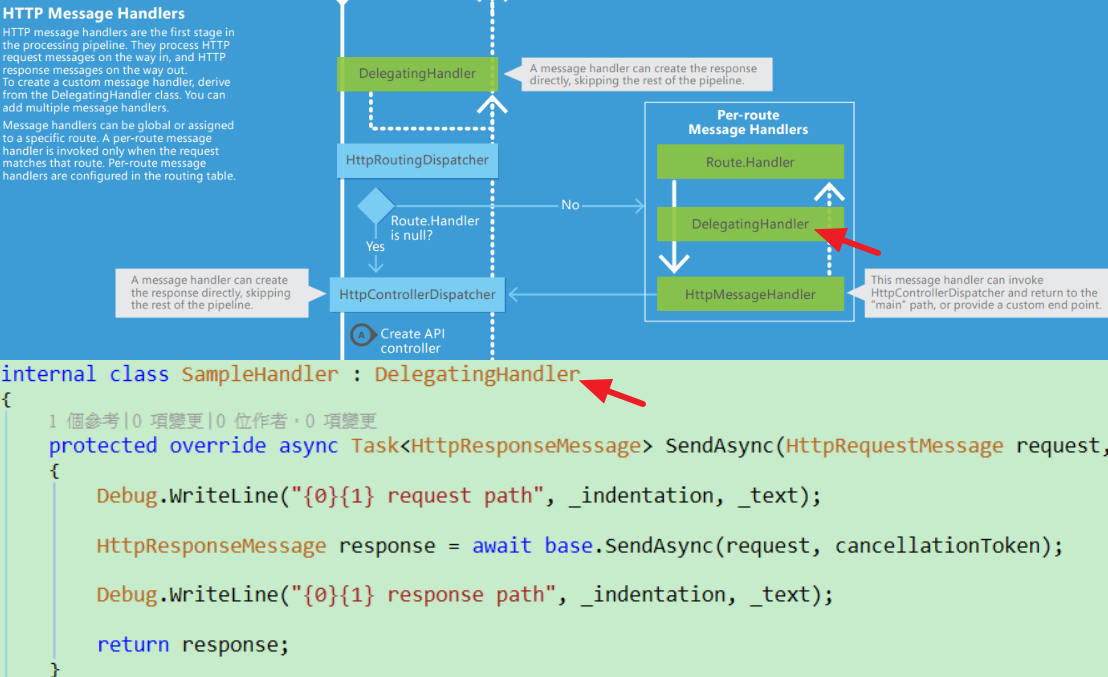 HTTP Message Handlers
HTTP message handlers are the first stage in
the processing pipeline. They process HTTP
request messages on the way in, and HTTP
response messages on the way out.
To create a custom message handler, derive
from the DelegatingHandler class. You can
add multiple message handlers.
Message handlers can be global or assigned
to a specific route. A per-route message
handler is invoked only when the request
matches that route. Per-route message
handlers are configured in the routing table.
DelegatingHandler
A message handler can create the response
directly, skipping the rest of the pipeline.
HttpRoutingDispatcher
Route.Handler
is null?
No
Yes
Per-route
Message Handlers
Route.Handler
DelegatingHandler
HttpMessageHandler
This message handler can invoke
HttpControllerDispatcher and return to the
"main" path, or provide a custom end point.
A message handler can create
the response directly, skipping
the rest of the pipeline.
HttpControllerDispatcher
A
Create API
controller
internal class SampleHandler : DelegatingHandler
{
1 個參考|0 項變更|0 位作者，0 項變更
protected override async Task<HttpResponseMessage> SendAsync(HttpRequestMessage request,
{
Debug.WriteLine("{0}{1} request path", _indentation, _text);
HttpResponseMessage response = await base.SendAsync(request, cancellationToken);
Debug.WriteLine("{0}{1} response path", _indentation, _text);
return response;
}